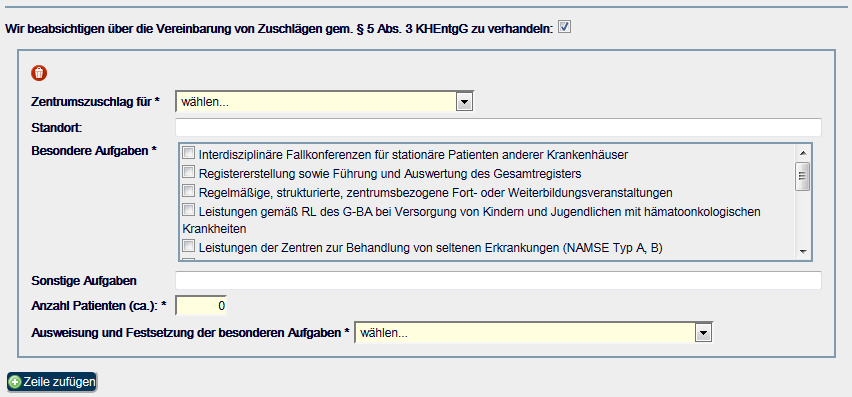 Wir beabsichtigen über die Vereinbarung von Zuschlägen gem. § 5 Abs. 3 KHEntgG zu verhandeln:
Zentrumszuschlag für * wählen...
Standort:
Besondere Aufgaben * Interdisziplinäre Fallkonferenzen für stationäre Patienten anderer Krankenhäuser
Registererstellung sowie Führung und Auswertung des Gesamtregisters
Regelmäßige, strukturierte, zentrumsbezogene Fort- oder Weiterbildungsveranstaltungen
Leistungen gemäß RL des G-BA bei Versorgung von Kindern und Jugendlichen mit hämatoonkologischen
Krankheiten
Leistungen der Zentren zur Behandlung von seltenen Erkrankungen (NAMSE Typ A, B)
Sonstige Aufgaben
Anzahl Patienten (ca.): * 0
Ausweisung und Festsetzung der besonderen Aufgaben * wählen...
Zeile zufügen